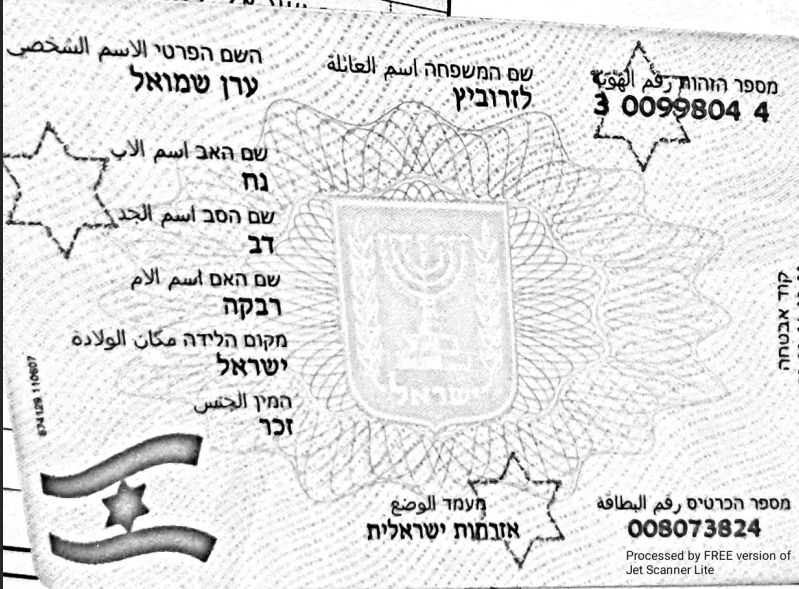 מספר הזהות رقم الهوية
3 0099804 4
שם המשפחה اسم العائلة
לזרוביץ
השם הפרטי الاسم الشخصي
ערן שמואל
שם האב اسم الاب
נח
שם הסב اسم الجد
דב
שם האם اسم الام
רבקה
מקום הלידה مكان الولادة
ישראל
המין الجنس
זכר
ישראל
מעמד الوضع
אזרחות ישראלית
מספר הכרטיס رقم البطاقة
008073824
קוד אבטחה
Processed by FREE version of
Jet Scanner Lite